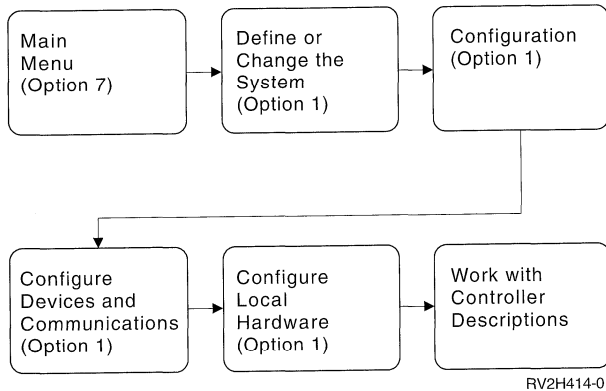 Main
Menu
(Option 7)
Define or
Change the
System
(Option 1)
Configuration
(Option 1)
Configure
Devices and
Communications
(Option 1)
Configure
Local
Hardware
(Option 1)
Work with
Controller
Descriptions
RV2H414-0